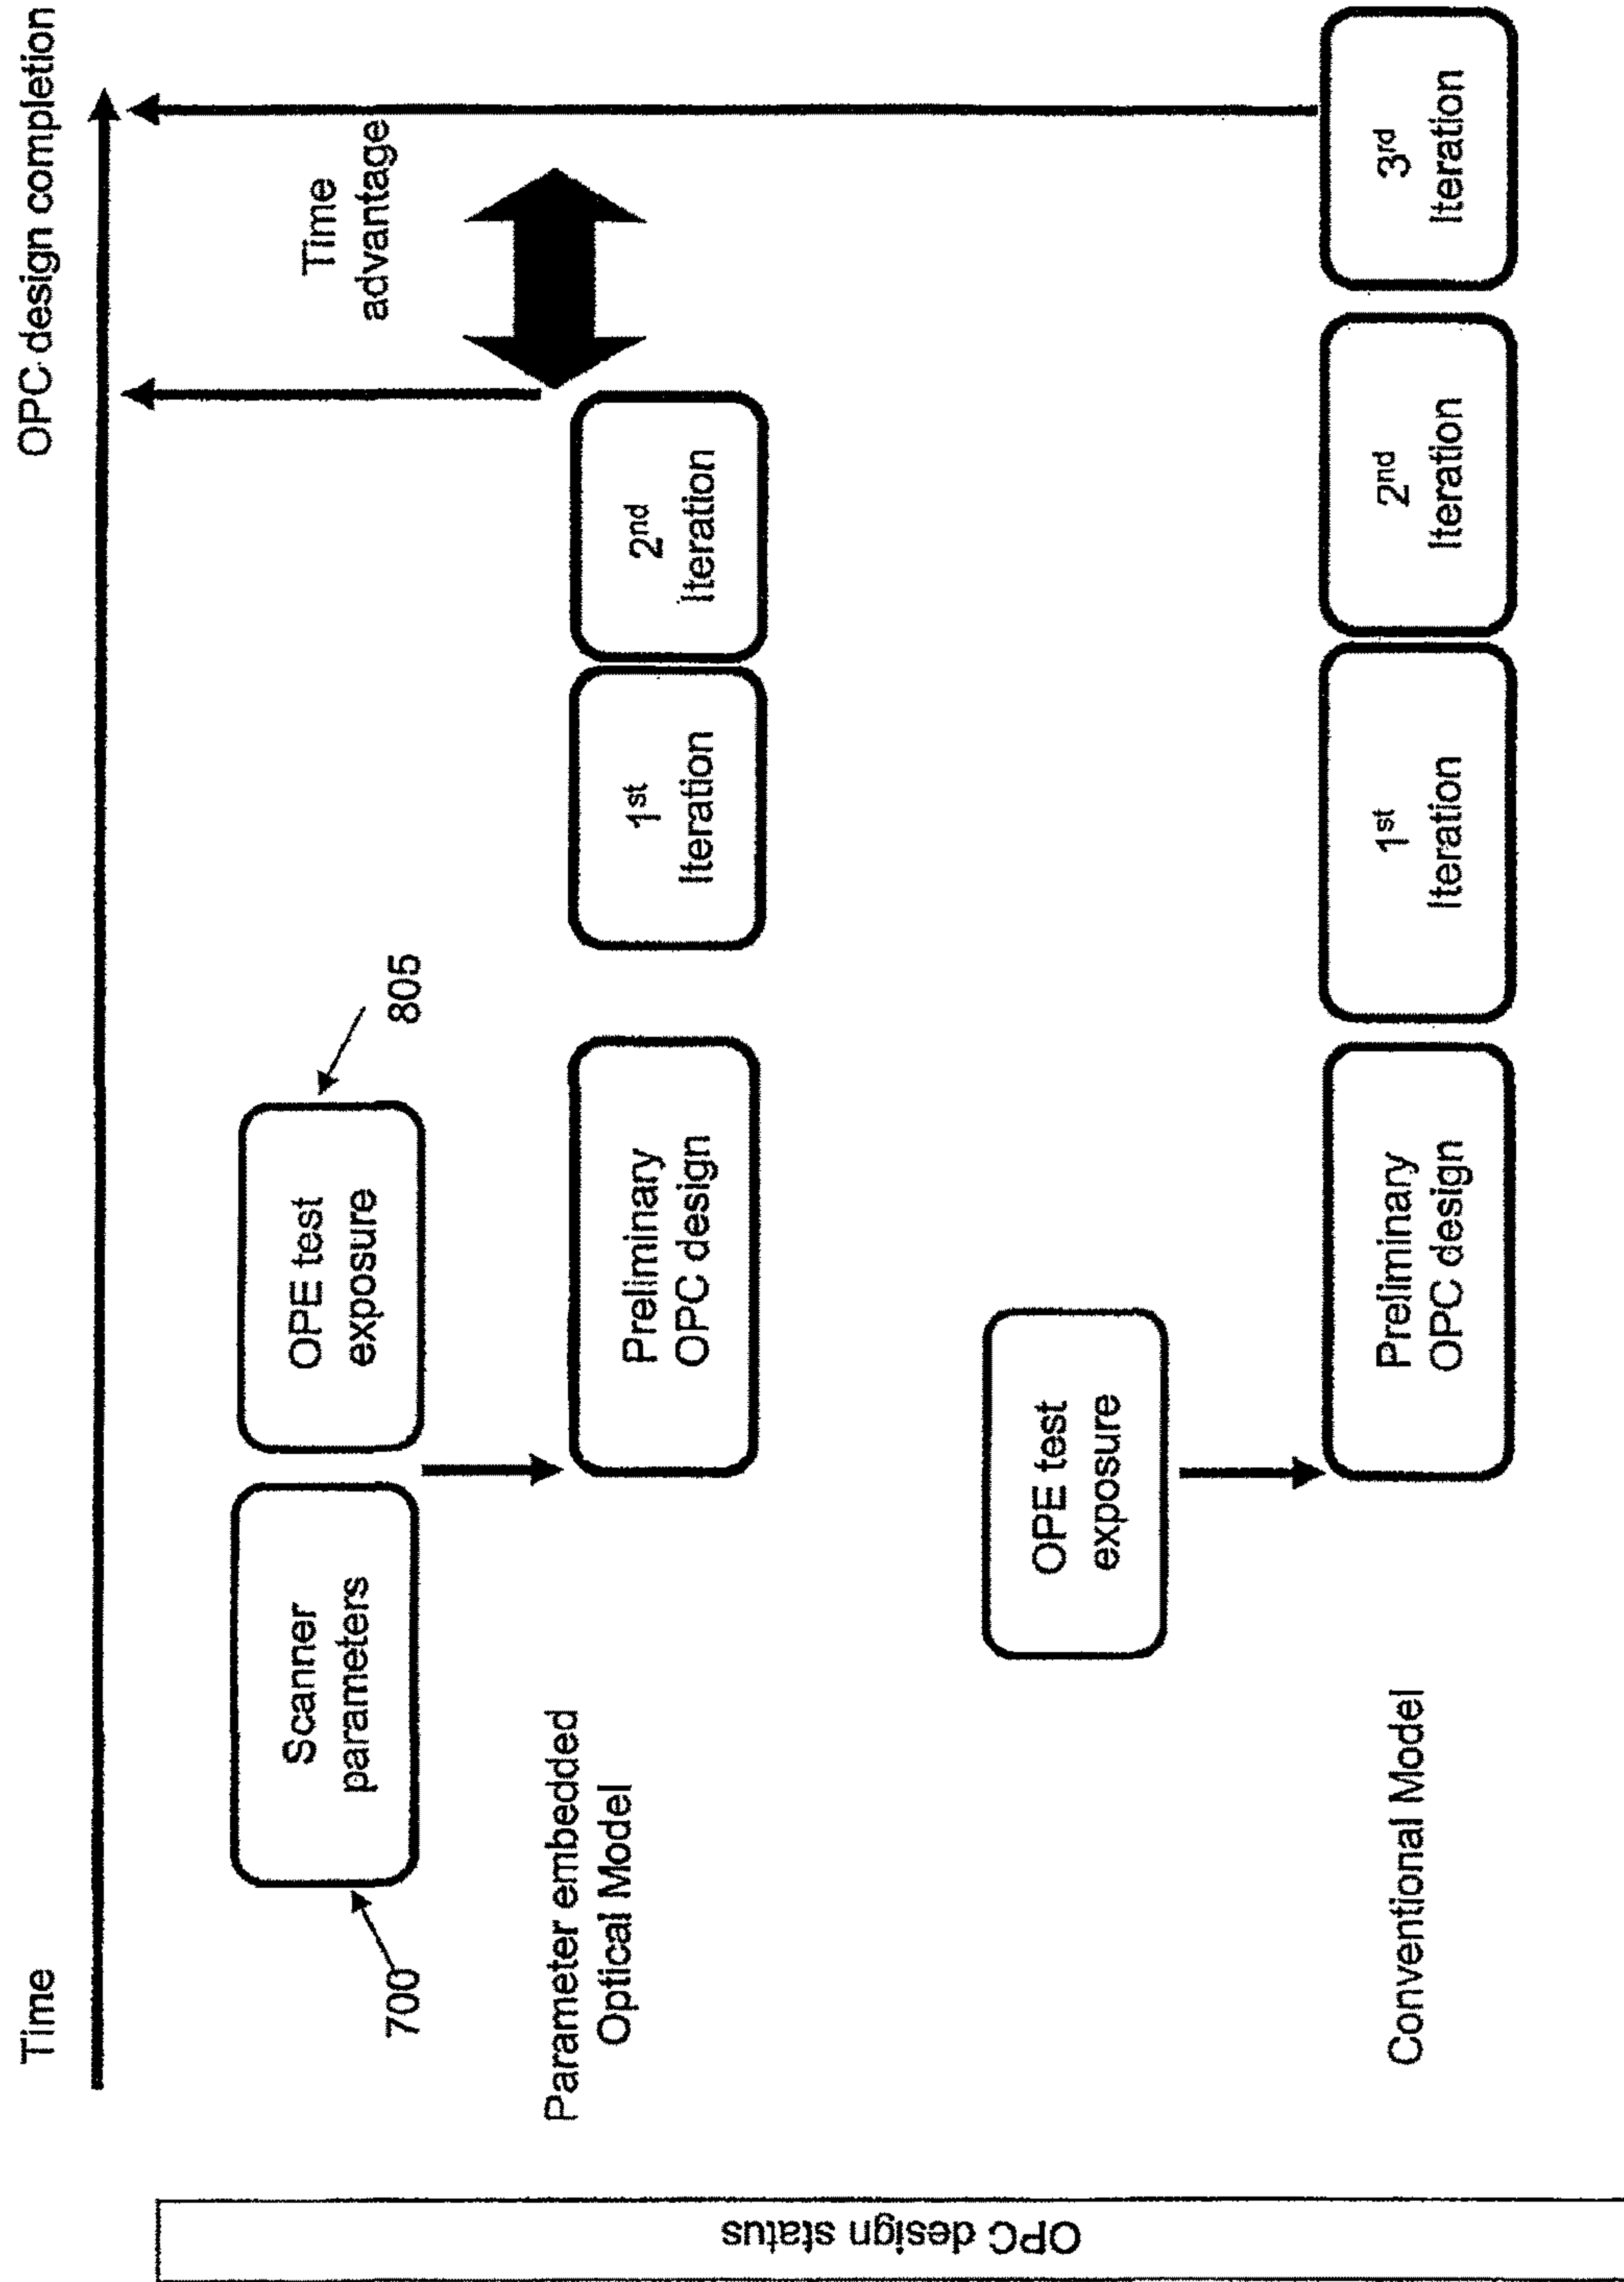 Time
OPC design completion
Scanner
parameters
OPE test
exposure
Time
advantage
700
805
Parameter embedded
Optical Model
Preliminary
OPC design
1st
Iteration
2nd
Iteration
OPE test
exposure
Conventional Model
Preliminary
OPC design
1st
Iteration
2nd
Iteration
3rd
Iteration
OPC design status